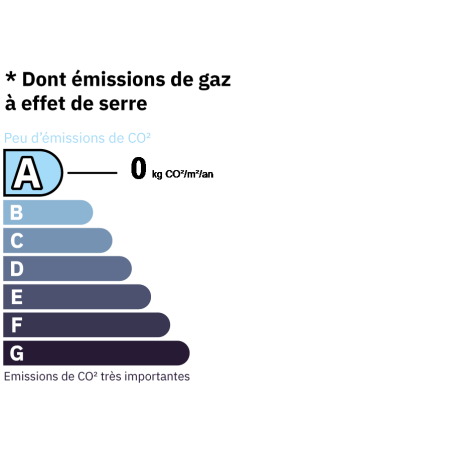 * Dont émissions de gaz
à effet de serre
Peu d'émissions de CO²
A 0 kg CO²/m²/an
B
C
D
E
F
G
Emissions de CO² très importantes